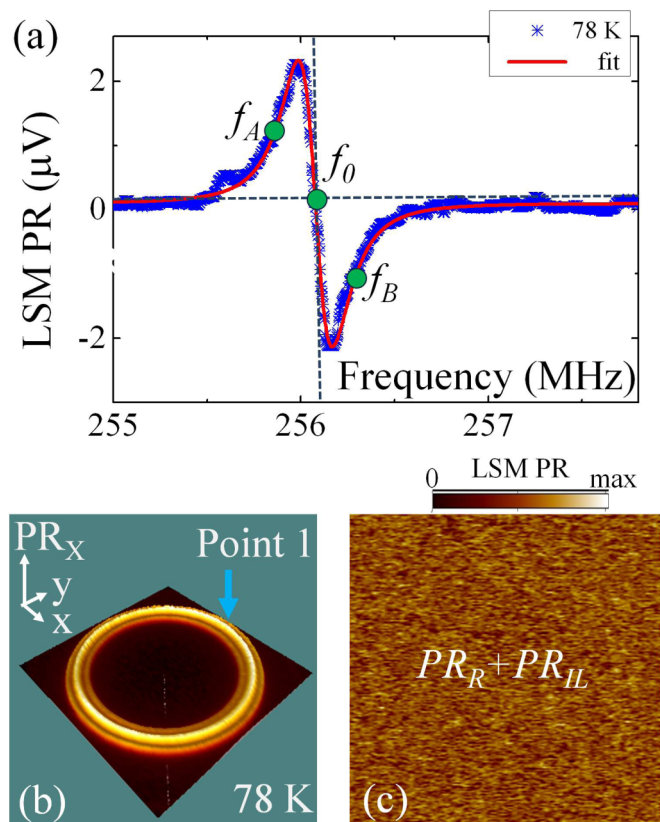 (a)
78 K
fit
f_A
f_0
f_B
LSM PR (µV)
2
0
-2
Frequency (MHz)
255
256
257
0
LSM PR
max
PR_X
y
x
Point 1
(b)
78 K
PR_R+PR_IL
(c)